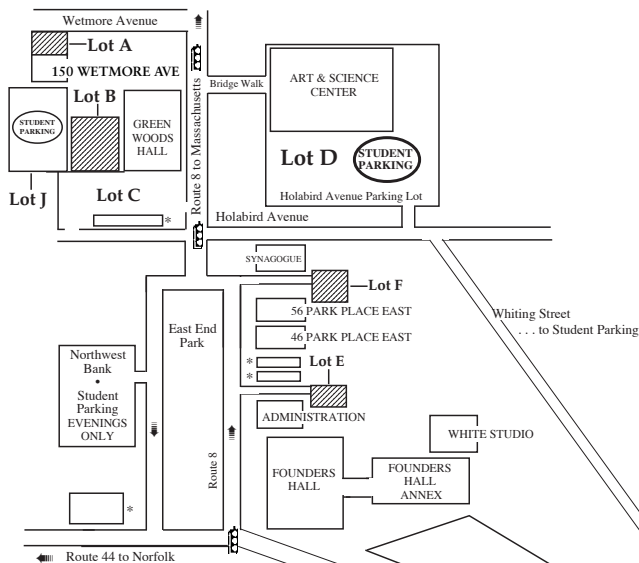 Wetmore Avenue
Lot A
150 WETMORE AVE
Lot B
STUDENT
PARKING
GREEN
WOODS
HALL
Lot J
Lot C
*
Route 8 to Massachusetts
Bridge Walk
ART & SCIENCE
CENTER
Lot D
STUDENT
PARKING
Holabird Avenue Parking Lot
Holabird Avenue
SYNAGOGUE
Lot F
56 PARK PLACE EAST
46 PARK PLACE EAST
Whiting Street
. . . to Student Parking
East End
Park
Northwest
Bank
•
Student
Parking
EVENINGS
ONLY
*
*
Lot E
ADMINISTRATION
WHITE STUDIO
FOUNDERS
HALL
FOUNDERS
HALL
ANNEX
Route 8
*
Route 44 to Norfolk